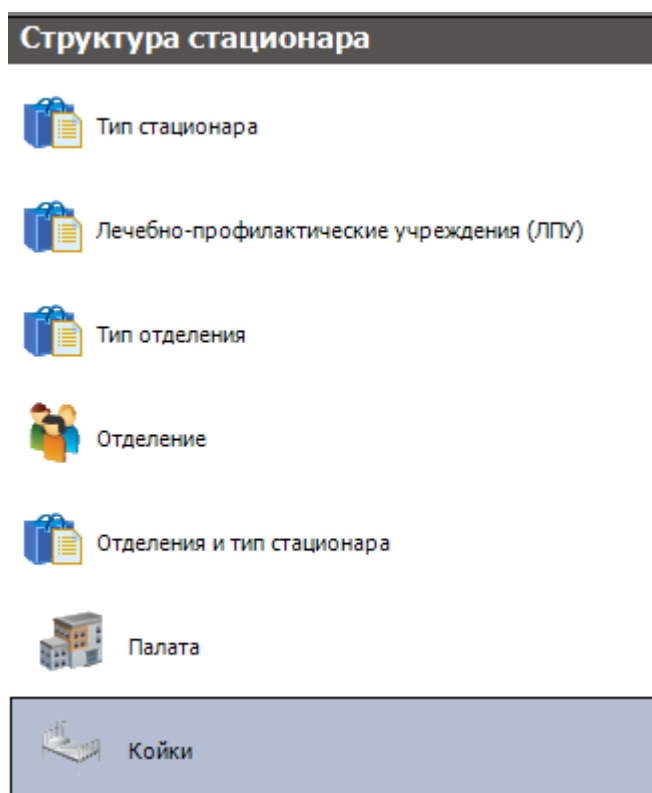 Структура стационара
Тип стационара
Лечебно-профилактические учреждения (ЛПУ)
Тип отделения
Отделение
Отделения и тип стационара
Палата
Койки